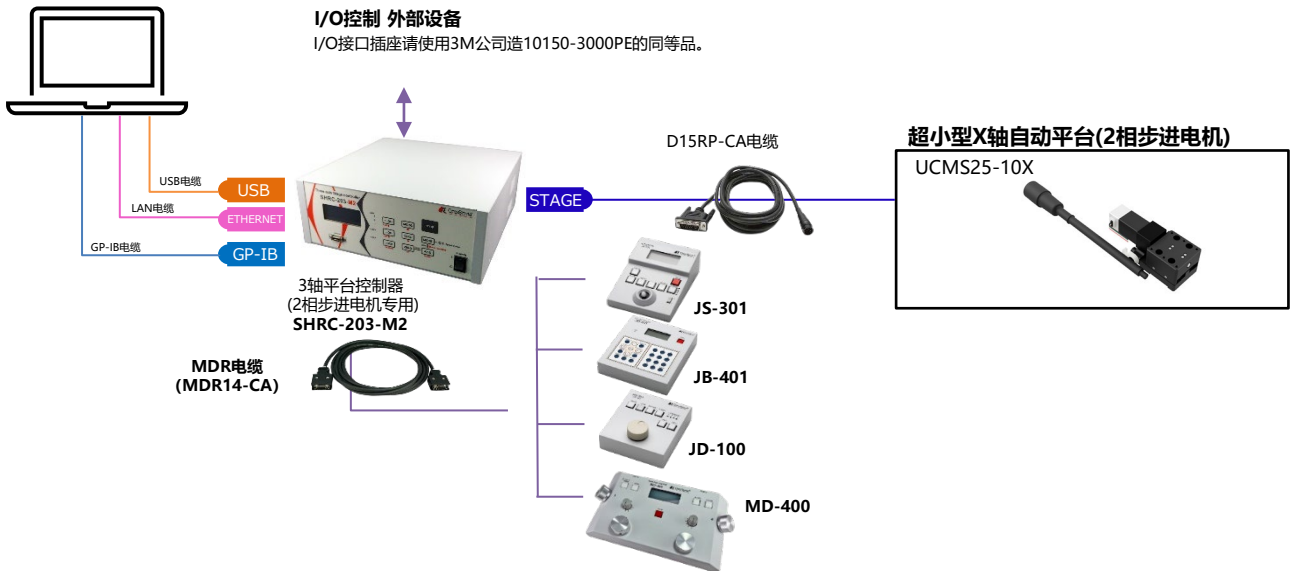 I/O控制 外部设备
I/O接口插座请使用3M公司造10150-3000PE的同等品。
D15RP-CA电缆
超小型X轴自动平台(2相步进电机)
UCMS25-10X
USB电缆
USB
LAN电缆
ETHERNET
GP-IB电缆
GP-IB
STAGE
SHRC-203-M2
3轴平台控制器
(2相步进电机专用)
SHRC-203-M2
MDR电缆
(MDR14-CA)
JS-301
JB-401
JD-100
MD-400